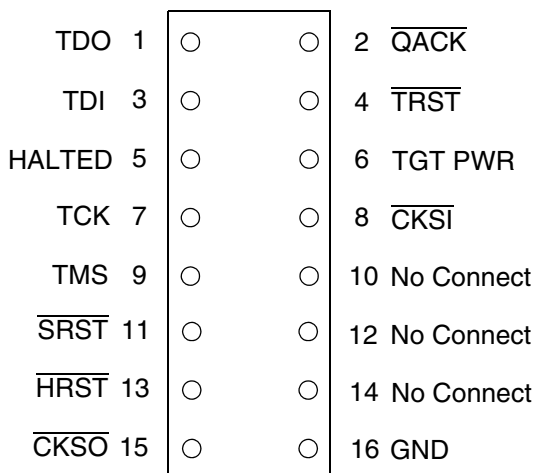 TDO 1 2 QACK
TDI 3 4 TRST
HALTED 5 6 TGT PWR
TCK 7 8 CKSI
TMS 9 10 No Connect
SRST 11 12 No Connect
HRST 13 14 No Connect
CKSO 15 16 GND